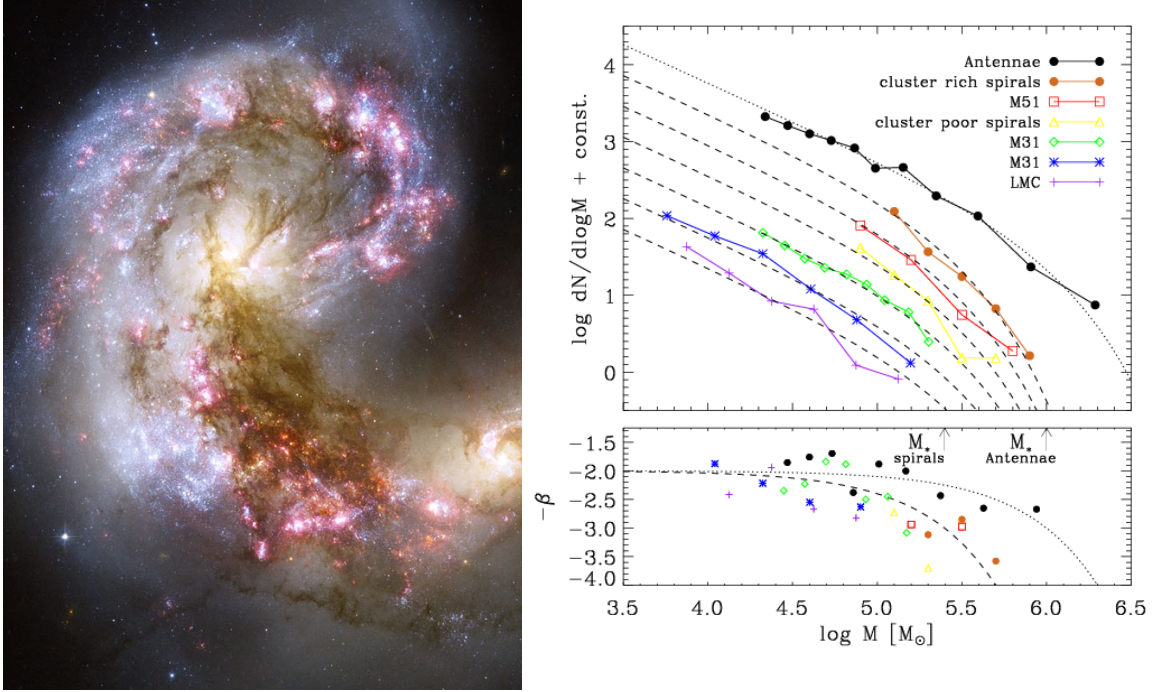 log dN/dlogM + const.
4
3
2
1
0
Antennae
cluster rich spirals
M51
cluster poor spirals
M31
M31
LMC
-β
−1.5
−2.0
−2.5
−3.0
−3.5
−4.0
M* spirals
M* Antennae
3.5 4.0 4.5 5.0 5.5 6.0 6.5
log M [M☉]